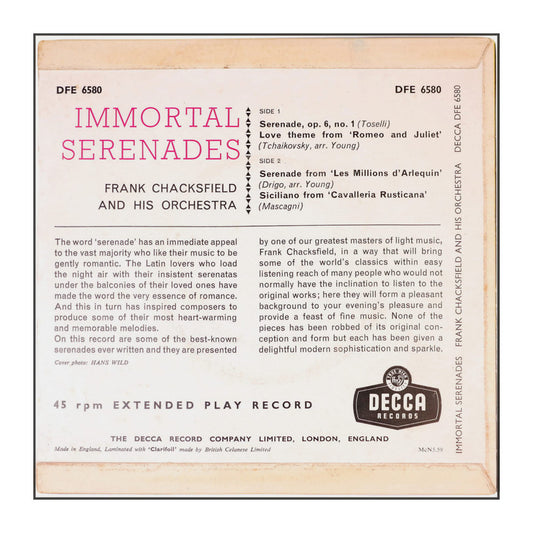 DFE 6580
DFE 6580
IMMORTAL
SERENADES
FRANK CHACKSFIELD
AND HIS ORCHESTRA
SIDE 1
Serenade, op. 6, no. 1 (Toselli)
Love theme from 'Romeo and Juliet'
(Tchaikovsky, arr. Young)
SIDE 2
Serenade from 'Les Millions d'Arlequin'
(Drigo, arr. Young)
Siciliano from 'Cavalleria Rusticana'
(Mascagni)
The word 'serenade' has an immediate appeal
to the vast majority who like their music to be
gently romantic. The Latin lovers who load
the night air with their insistent serenatas
under the balconies of their loved ones have
made the word the very essence of romance.
And this in turn has inspired composers to
produce some of their most heart-warming
and memorable melodies.
On this record are some of the best-known
serenades ever written and they are presented
by one of our greatest masters of light music,
Frank Chacksfield, in a way that will bring
some of the world's classics within easy
listening reach of many people who would not
normally have the inclination to listen to the
original works; here they will form a pleasant
background to your evening's pleasure and
provide a feast of fine music. None of the
pieces has been robbed of its original con-
ception and form but each has been given a
delightful modern sophistication and sparkle.
Cover photo: HANS WILD
45 rpm EXTENDED PLAY RECORD
DECCA
RECORDS
THE DECCA RECORD COMPANY LIMITED, LONDON, ENGLAND
Made in England, Laminated with 'Clarifoil' made by British Celanese Limited
McN5.59
IMMORTAL SERENADES FRANK CHACKSFIELD AND HIS ORCHESTRA DECCA DFE 6580